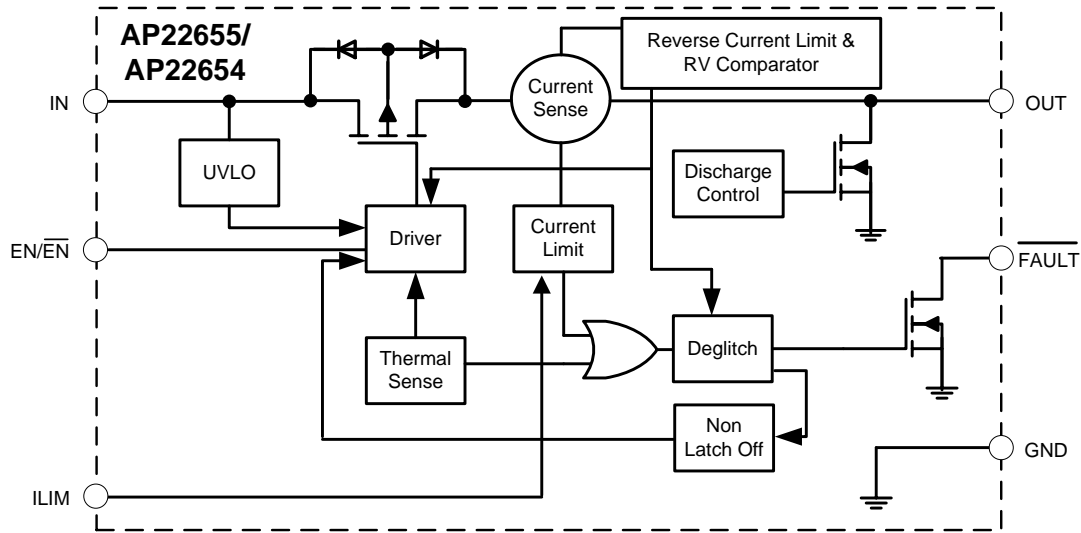 AP22655/
AP22654
Reverse Current Limit &
RV Comparator
Current
Sense
IN
OUT
UVLO
Discharge
Control
Driver
Current
Limit
EN/EN
FAULT
Thermal
Sense
Deglitch
Non
Latch Off
GND
ILIM